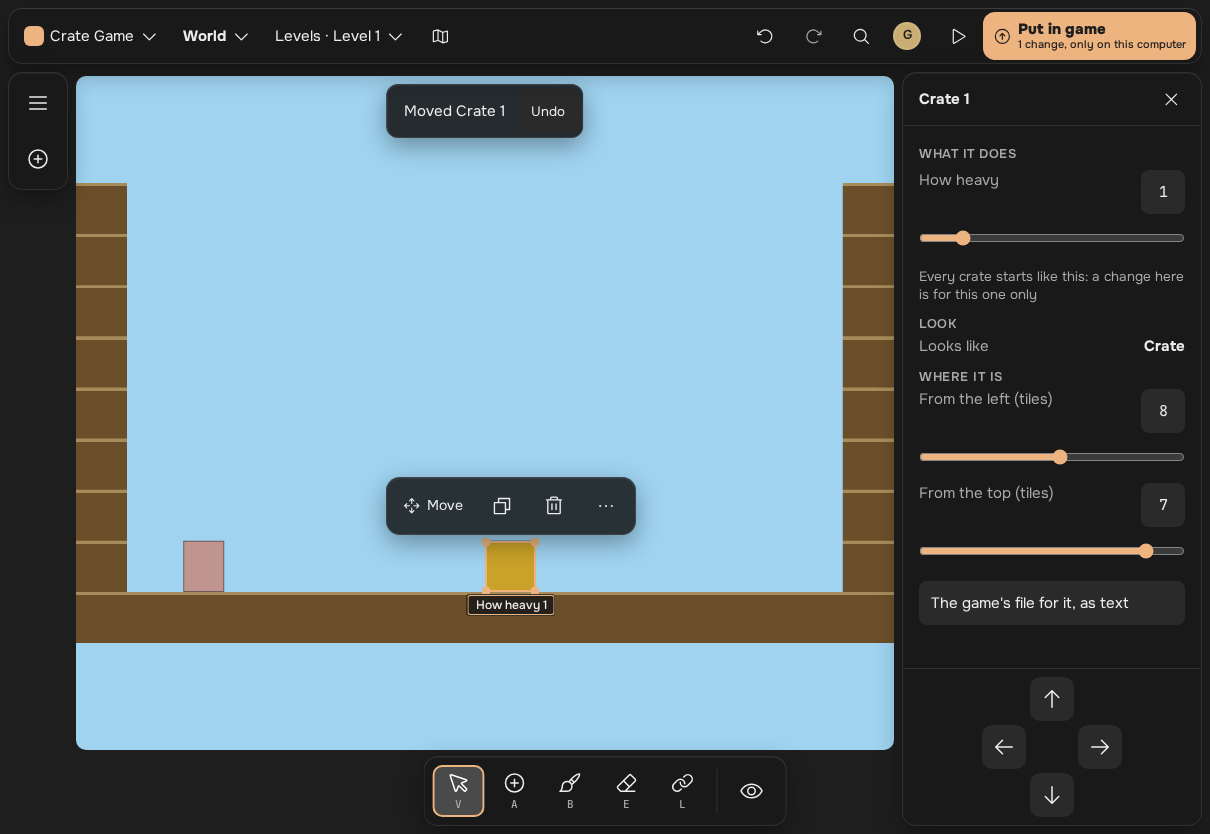 Crate Game
World
Levels · Level 1
G
Put in game
1 change, only on this computer
Moved Crate 1
Undo
Crate 1
WHAT IT DOES
How heavy
1
Every crate starts like this: a change here
is for this one only
LOOK
Looks like
Crate
WHERE IT IS
From the left (tiles)
8
From the top (tiles)
7
The game's file for it, as text
Move
How heavy 1
V
A
B
E
L